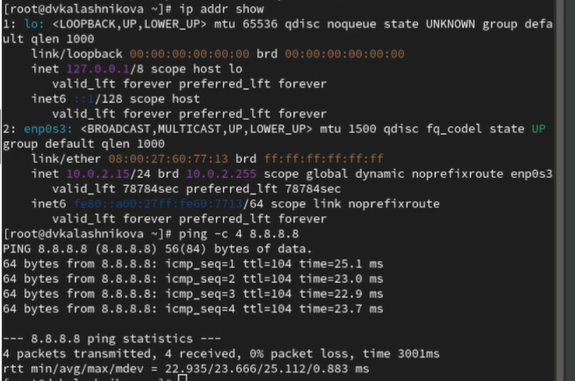 [root@dvkalashnikova ~]# ip addr show
1: lo: <LOOPBACK,UP,LOWER_UP> mtu 65536 qdisc noqueue state UNKNOWN group defa
ult qlen 1000
    link/loopback 00:00:00:00:00:00 brd 00:00:00:00:00:00
    inet 127.0.0.1/8 scope host lo
       valid_lft forever preferred_lft forever
    inet6 ::1/128 scope host
       valid_lft forever preferred_lft forever
2: enp0s3: <BROADCAST,MULTICAST,UP,LOWER_UP> mtu 1500 qdisc fq_codel state UP
group default qlen 1000
    link/ether 08:00:27:60:77:13 brd ff:ff:ff:ff:ff:ff
    inet 10.0.2.15/24 brd 10.0.2.255 scope global dynamic noprefixroute enp0s3
       valid_lft 78784sec preferred_lft 78784sec
    inet6 fe80::a00:27ff:fe60:7713/64 scope link noprefixroute
       valid_lft forever preferred_lft forever
[root@dvkalashnikova ~]# ping -c 4 8.8.8.8
PING 8.8.8.8 (8.8.8.8) 56(84) bytes of data.
64 bytes from 8.8.8.8: icmp_seq=1 ttl=104 time=25.1 ms
64 bytes from 8.8.8.8: icmp_seq=2 ttl=104 time=23.0 ms
64 bytes from 8.8.8.8: icmp_seq=3 ttl=104 time=22.9 ms
64 bytes from 8.8.8.8: icmp_seq=4 ttl=104 time=23.7 ms

--- 8.8.8.8 ping statistics ---
4 packets transmitted, 4 received, 0% packet loss, time 3001ms
rtt min/avg/max/mdev = 22.935/23.666/25.112/0.883 ms
[root@dvkalashnikova ~]#